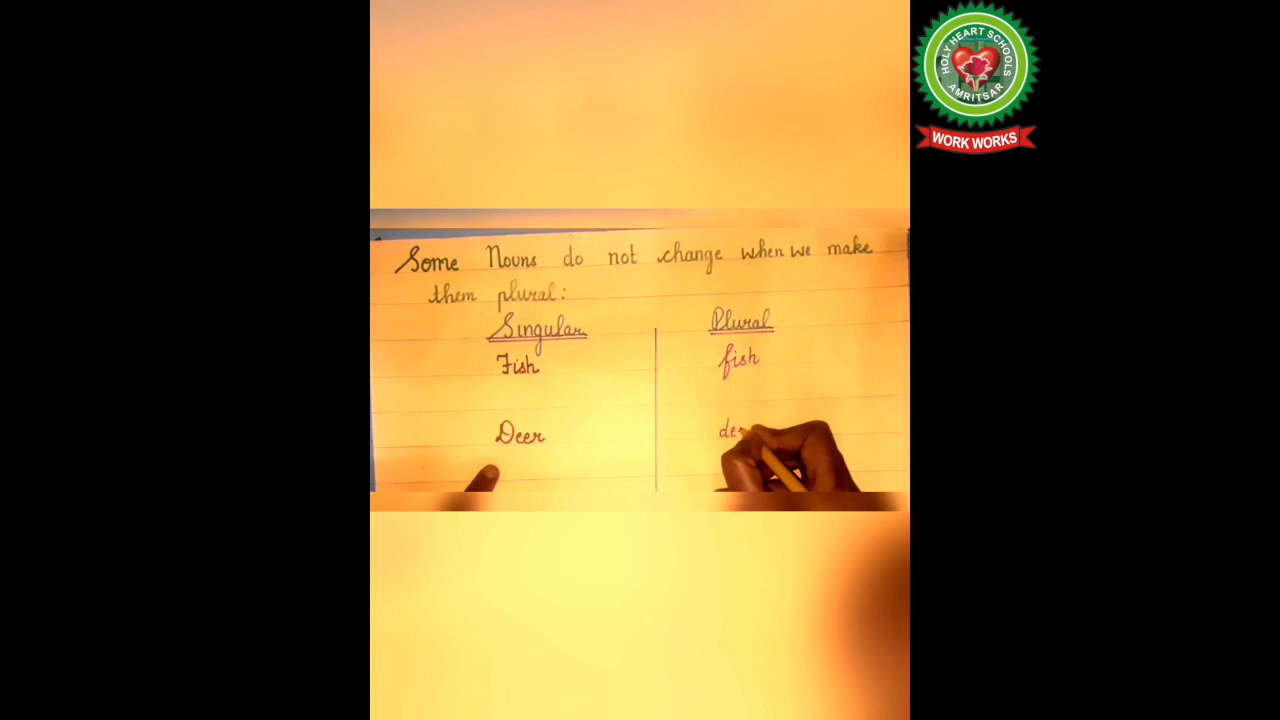 HOLY HEART SCHOOLS
AMRITSAR
WORK WORKS
Some Nouns do not change when we make
them plural:
Singular Plural
Fish fish
Deer dee